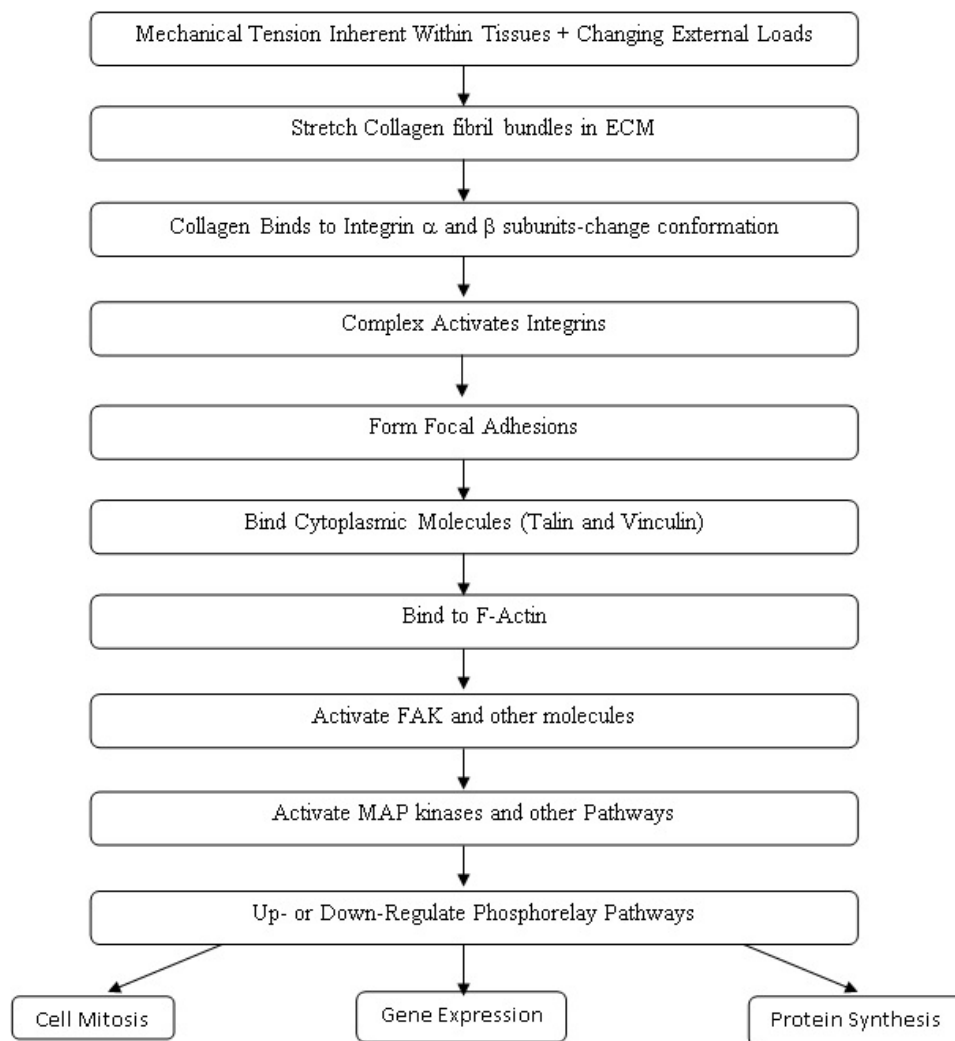 Mechanical Tension Inherent Within Tissues + Changing External Loads
Stretch Collagen fibril bundles in ECM
Collagen Binds to Integrin α and β subunits-change conformation
Complex Activates Integrins
Form Focal Adhesions
Bind Cytoplasmic Molecules (Talin and Vinculin)
Bind to F-Actin
Activate FAK and other molecules
Activate MAP kinases and other Pathways
Up- or Down-Regulate Phosphorelay Pathways
Cell Mitosis
Gene Expression
Protein Synthesis